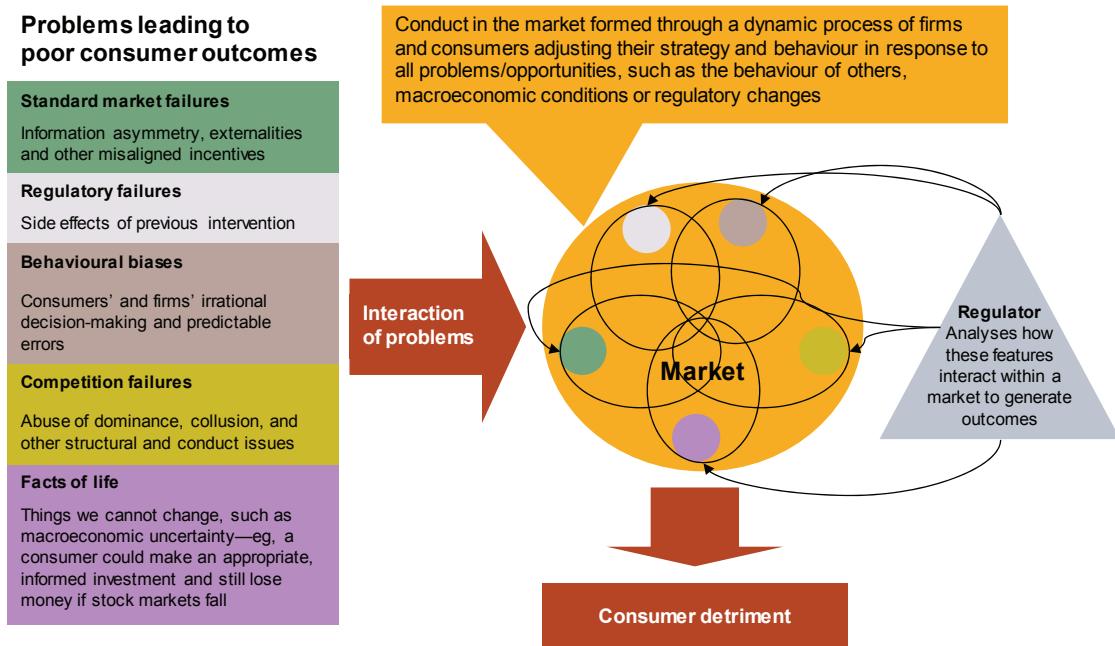 Problems leading to
poor consumer outcomes
Standard market failures
Information asymmetry, externalities
and other misaligned incentives
Regulatory failures
Side effects of previous intervention
Behavioural biases
Consumers’ and firms’ irrational
decision-making and predictable
errors
Competition failures
Abuse of dominance, collusion, and
other structural and conduct issues
Facts of life
Things we cannot change, such as
macroeconomic uncertainty—eg, a
consumer could make an appropriate,
informed investment and still lose
money if stock markets fall
Conduct in the market formed through a dynamic process of firms
and consumers adjusting their strategy and behaviour in response to
all problems/opportunities, such as the behaviour of others,
macroeconomic conditions or regulatory changes
Interaction
of problems
Market
Regulator
Analyses how
these features
interact within a
market to generate
outcomes
Consumer detriment